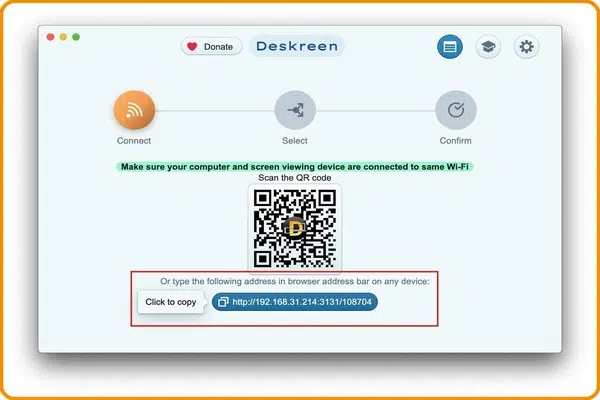 Donate
Deskreen
Connect
Select
Confirm
Make sure your computer and screen viewing device are connected to same Wi-Fi
Scan the QR code
D
Or type the following address in browser address bar on any device:
Click to copy
http://192.168.31.214:3131/108704